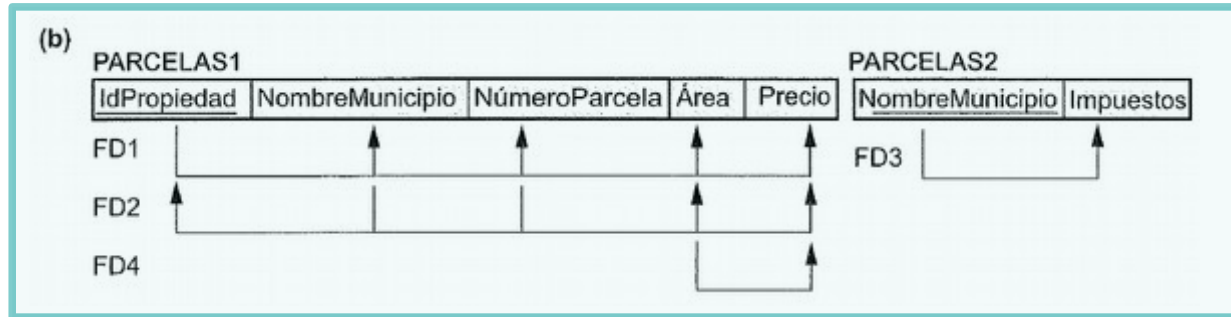 (b)
PARCELAS1 PARCELAS2
IdPropiedad NombreMunicipio NúmeroParcela Área Precio NombreMunicipio Impuestos
FD1 FD3
FD2
FD4